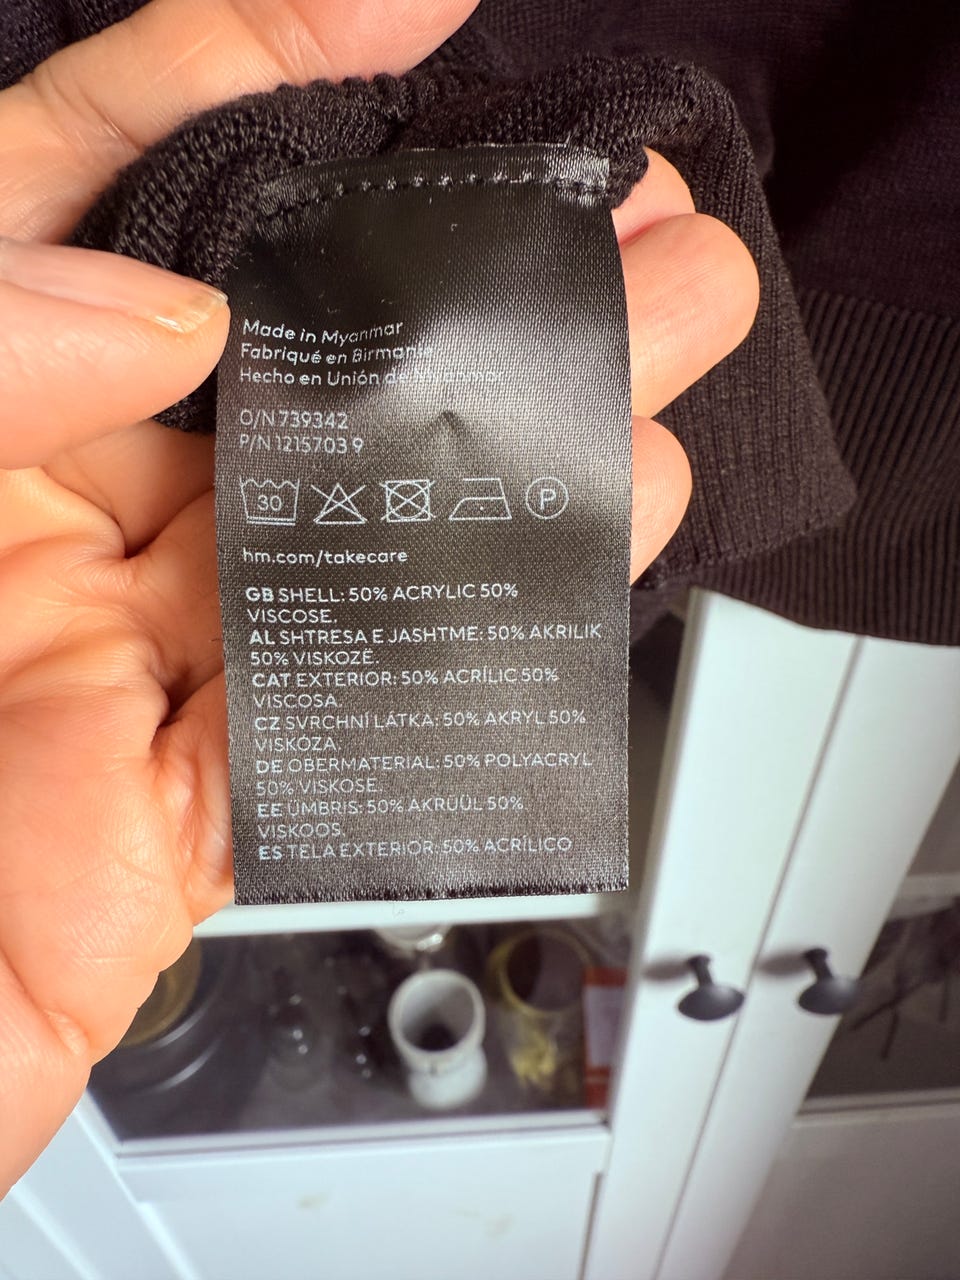 Made in Myanmar
Fabriqué en Birmanie
Hecho en Unión de Myanmar
O/N 739342
P/N 1215703 9
30 P
hm.com/takecare
GB SHELL: 50% ACRYLIC 50%
VISCOSE.
AL SHTRESA E JASHTME: 50% AKRILIK
50% VISKOZË.
CAT EXTERIOR: 50% ACRÍLIC 50%
VISCOSA.
CZ SVRCHNÍ LÁTKA: 50% AKRYL 50%
VISKÓZA.
DE OBERMATERIAL: 50% POLYACRYL
50% VISKOSE.
EE ÜMBRIS: 50% AKRÜÜL 50%
VISKOOS.
ES TELA EXTERIOR: 50% ACRÍLICO